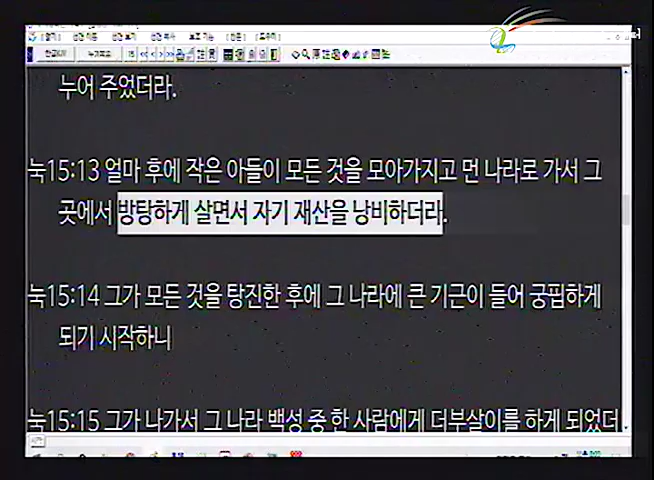 누어 주었더라.
눅15:13 얼마 후에 작은 아들이 모든 것을 모아가지고 먼 나라로 가서 그
곳에서 방탕하게 살면서 자기 재산을 낭비하더라.
눅15:14 그가 모든 것을 탕진한 후에 그 나라에 큰 기근이 들어 궁핍하게
되기 시작하니
눅15:15 그가 나가서 그 나라 백성 중 한 사람에게 더부살이를 하게 되었더